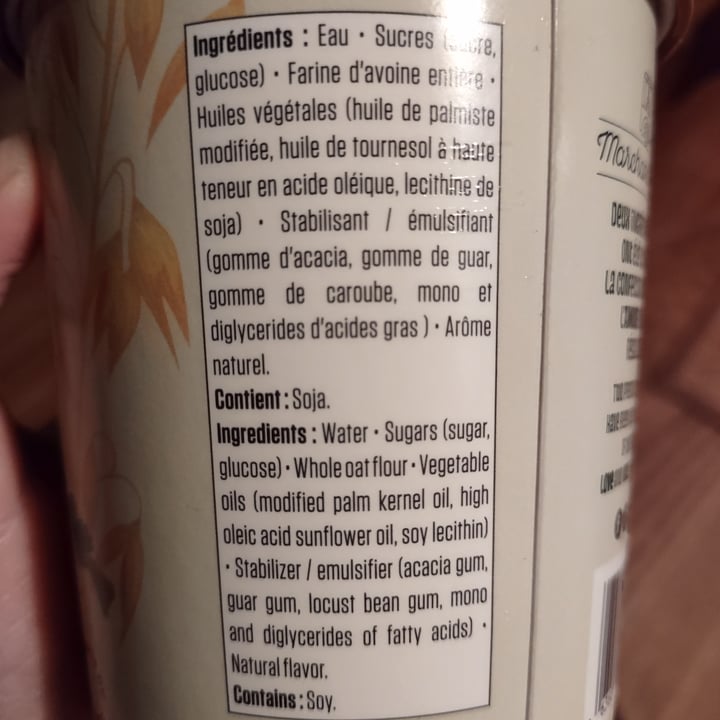 Ingrédients : Eau • Sucres (sucre,
glucose) • Farine d'avoine entière •
Huiles végétales (huile de palmiste
modifiée, huile de tournesol à haute
teneur en acide oléique, lecithine de
soja) • Stabilisant / émulsifiant
(gomme d'acacia, gomme de guar,
gomme de caroube, mono et
diglycerides d'acides gras ) • Arôme
naturel.
Contient : Soja.
Ingredients : Water • Sugars (sugar,
glucose) • Whole oat flour • Vegetable
oils (modified palm kernel oil, high
oleic acid sunflower oil, soy lecithin)
• Stabilizer / emulsifier (acacia gum,
guar gum, locust bean gum, mono
and diglycerides of fatty acids) •
Natural flavor.
Contains : Soy.
La